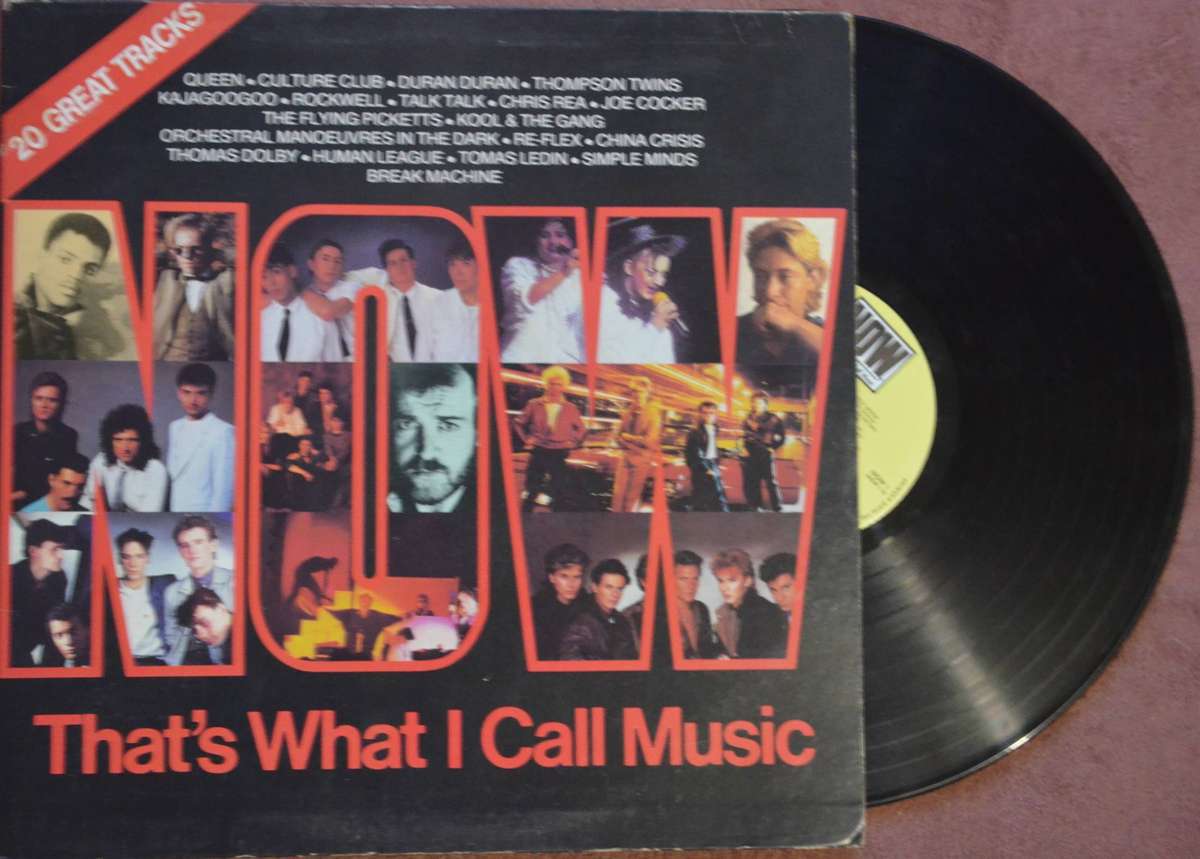 20 GREAT TRACKS
QUEEN • CULTURE CLUB • DURAN DURAN • THOMPSON TWINS
KAJAGOOGOO • ROCKWELL • TALK TALK • CHRIS REA • JOE COCKER
THE FLYING PICKETTS • KOOL & THE GANG
ORCHESTRAL MANOEUVRES IN THE DARK • RE-FLEX • CHINA CRISIS
THOMAS DOLBY • HUMAN LEAGUE • TOMAS LEDIN • SIMPLE MINDS
BREAK MACHINE
NOW
That's What I Call Music
NOW